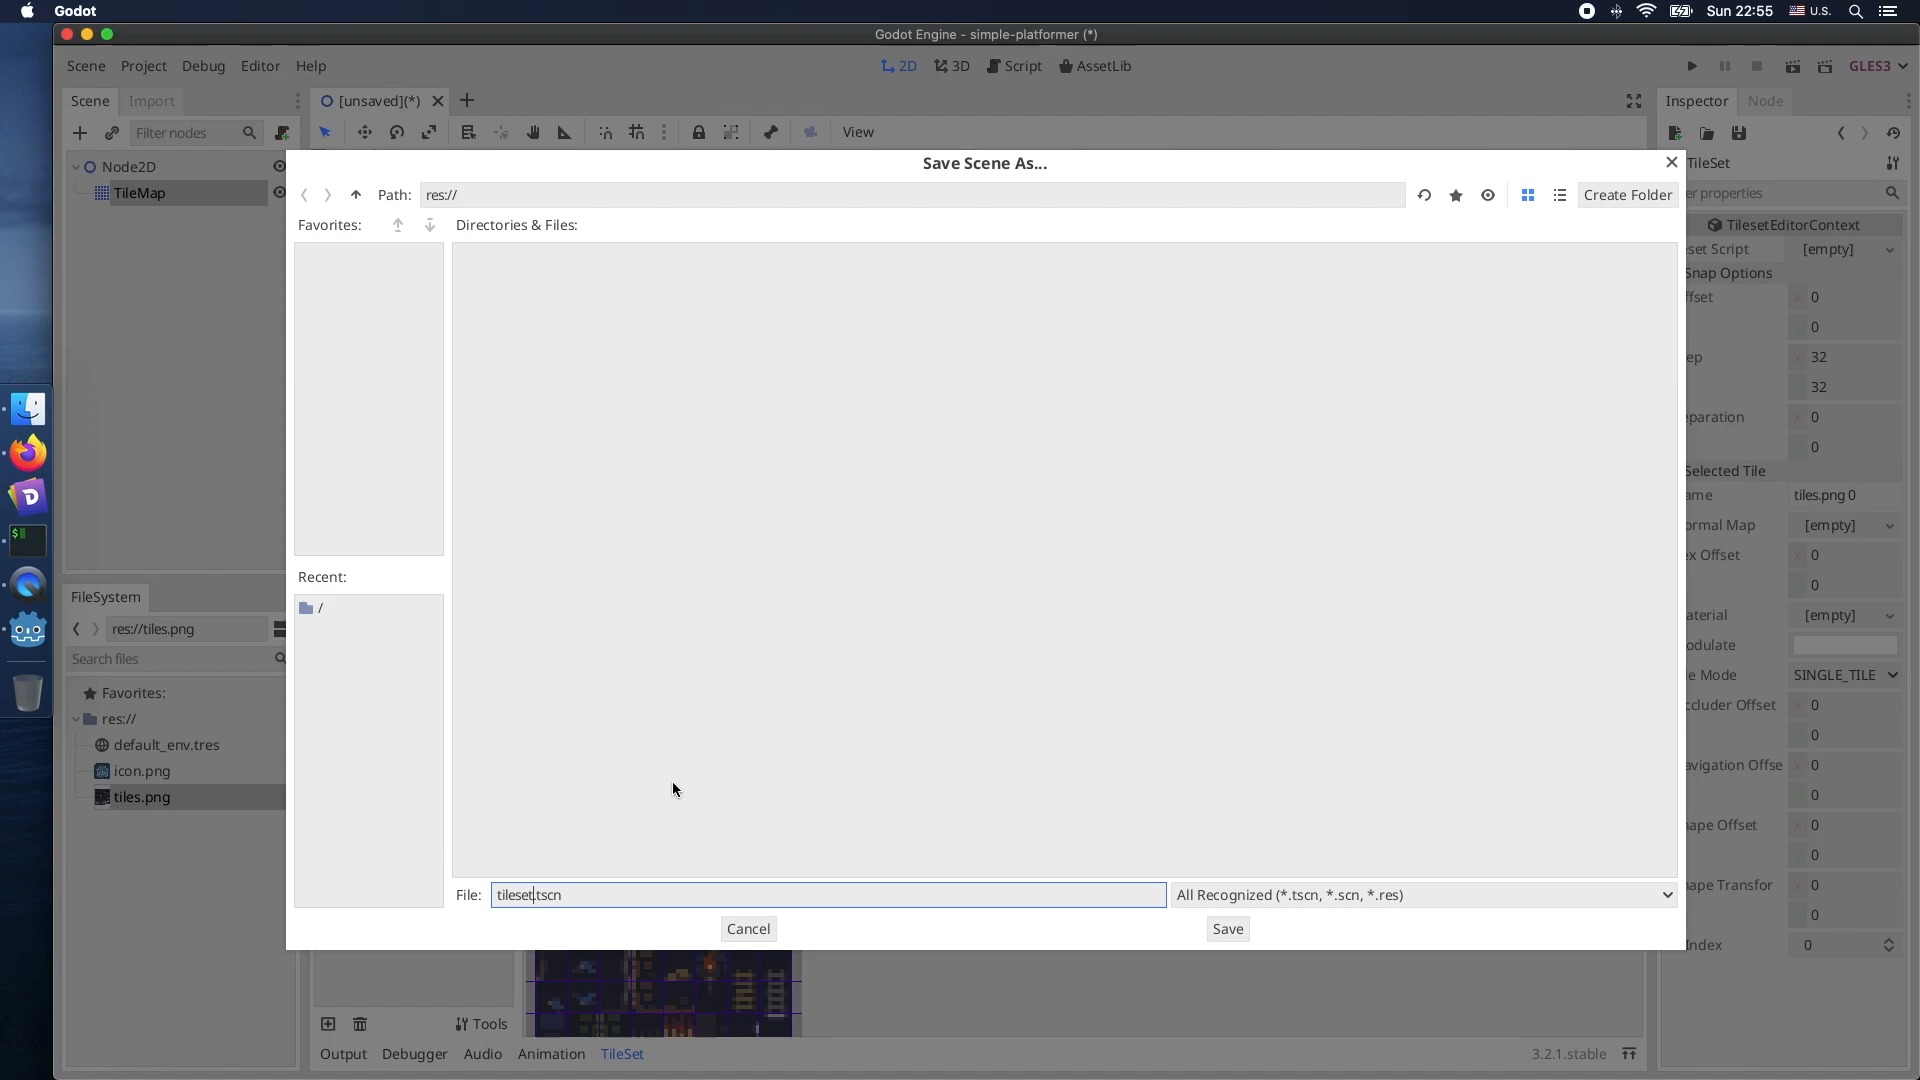 Godot
Sun 22:55
U.S.
Godot Engine - simple-platformer (*)
Scene Project Debug Editor Help
2D 3D Script AssetLib
GLES3
Scene Import
[unsaved](*)
Inspector Node
Filter nodes
View
Node2D
TileMap
TileSet
er properties
Save Scene As...
Path: res://
Create Folder
Favorites:
Directories & Files:
Recent:
/
File: tileset.tscn
All Recognized (*.tscn, *.scn, *.res)
Cancel
Save
TilesetEditorContext
set Script [empty]
Snap Options
ffset x 0
0
ep x 32
32
eparation x 0
0
Selected Tile
ame tiles.png 0
ormal Map [empty]
ex Offset x 0
0
aterial [empty]
odulate
e Mode SINGLE_TILE
ccluder Offset x 0
0
avigation Offse x 0
0
hape Offset x 0
0
hape Transfor x 0
0
Index 0
FileSystem
res://tiles.png
Search files
Favorites:
res://
default_env.tres
icon.png
tiles.png
Tools
Output Debugger Audio Animation TileSet
3.2.1.stable